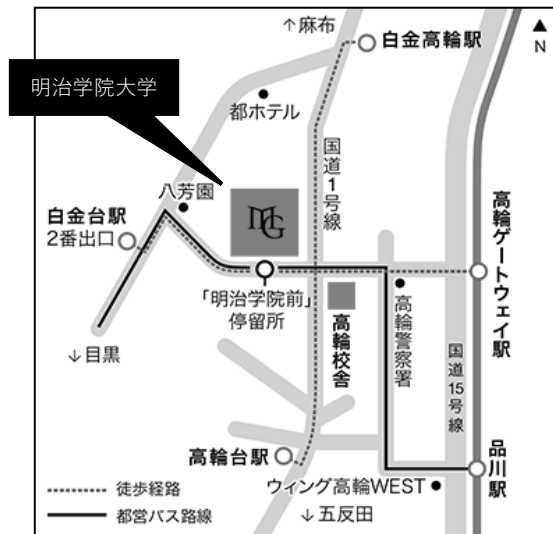 ↑麻布
白金高輪駅
▲
N
明治学院大学
都ホテル
国道1号線
八芳園
MG
白金台駅
2番出口
高輪ゲートウェイ駅
「明治学院前」
停留所
高輪校舎
高輪警察署
↓目黒
国道15号線
高輪台駅
品川駅
ウィング高輪WEST
徒歩経路
都営バス路線
↓五反田